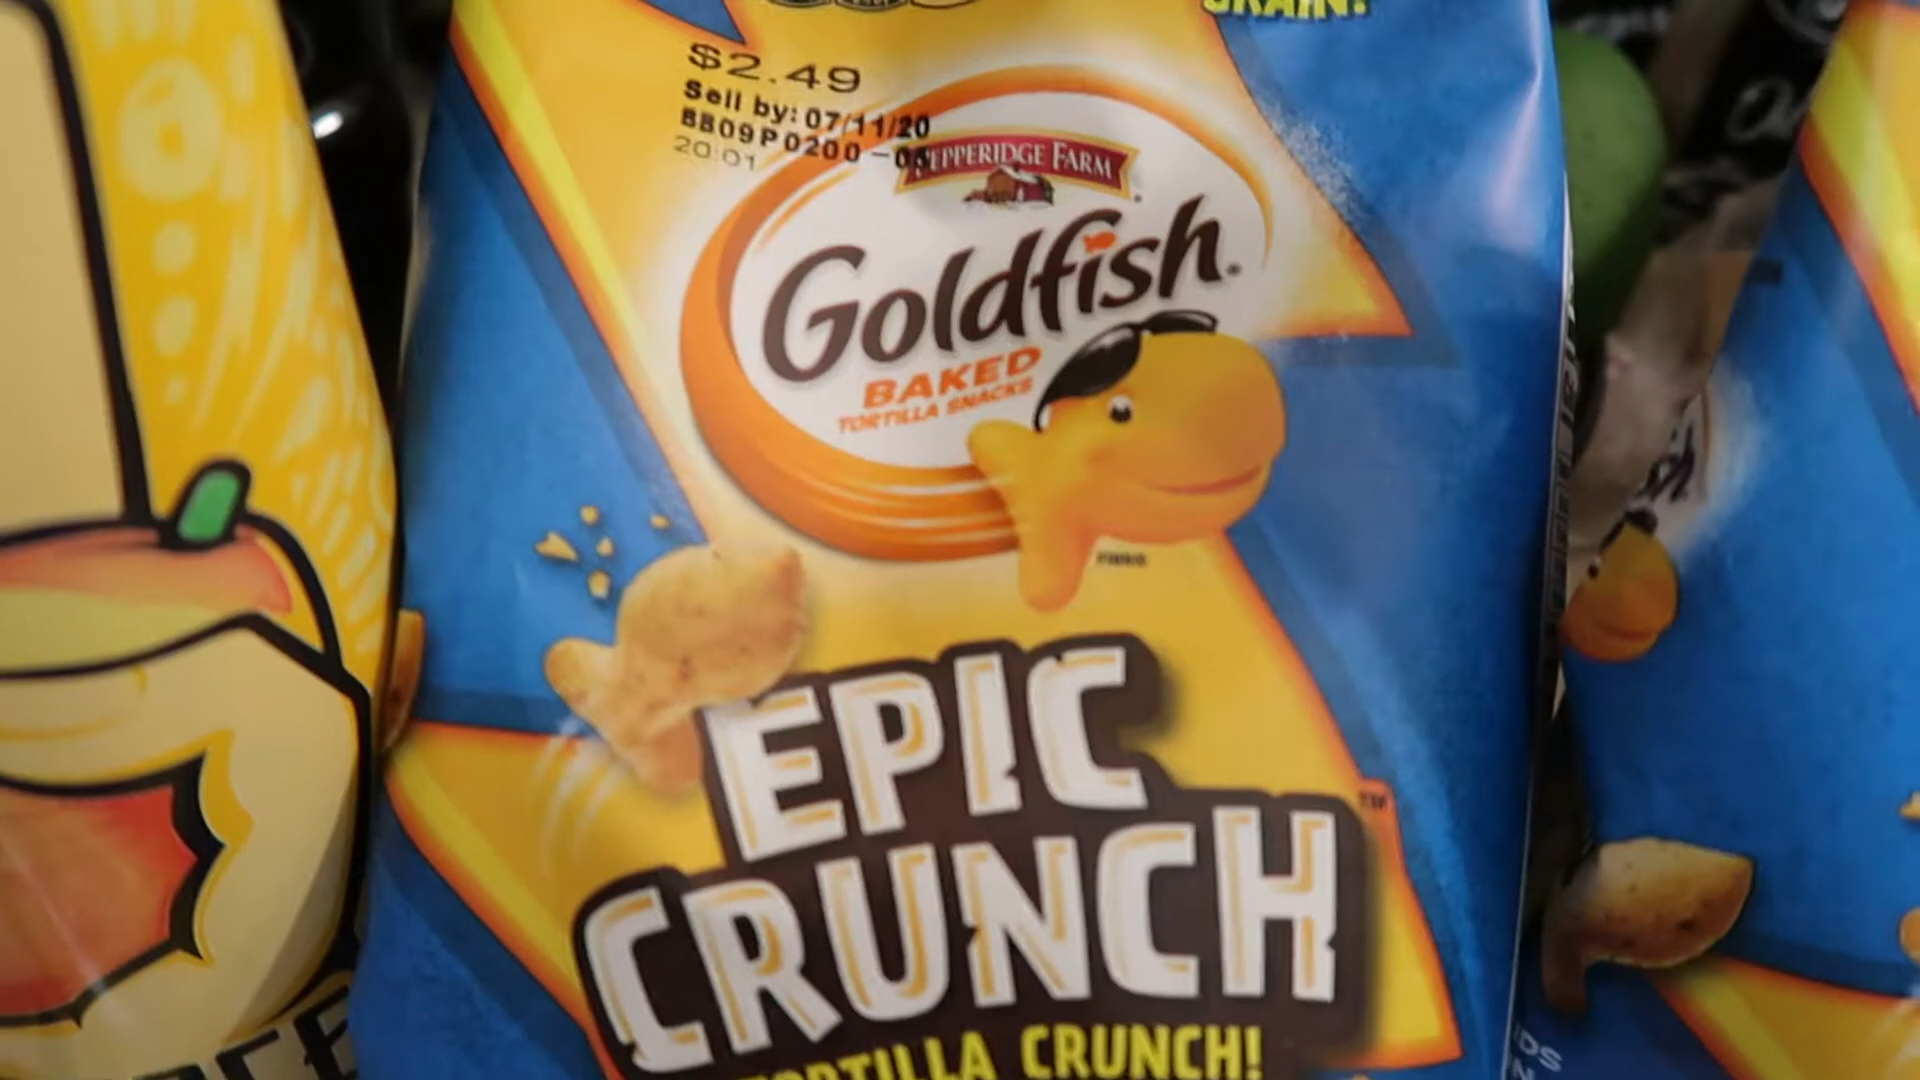 GRAIN!
$2.49
Sell by: 07/11/20
BB09P0200-
20:01
PEPPERIDGE FARM
Goldfish
BAKED
TORTILLA SNACKS
EPIC
CRUNCH
TM
TORTILLA CRUNCH!